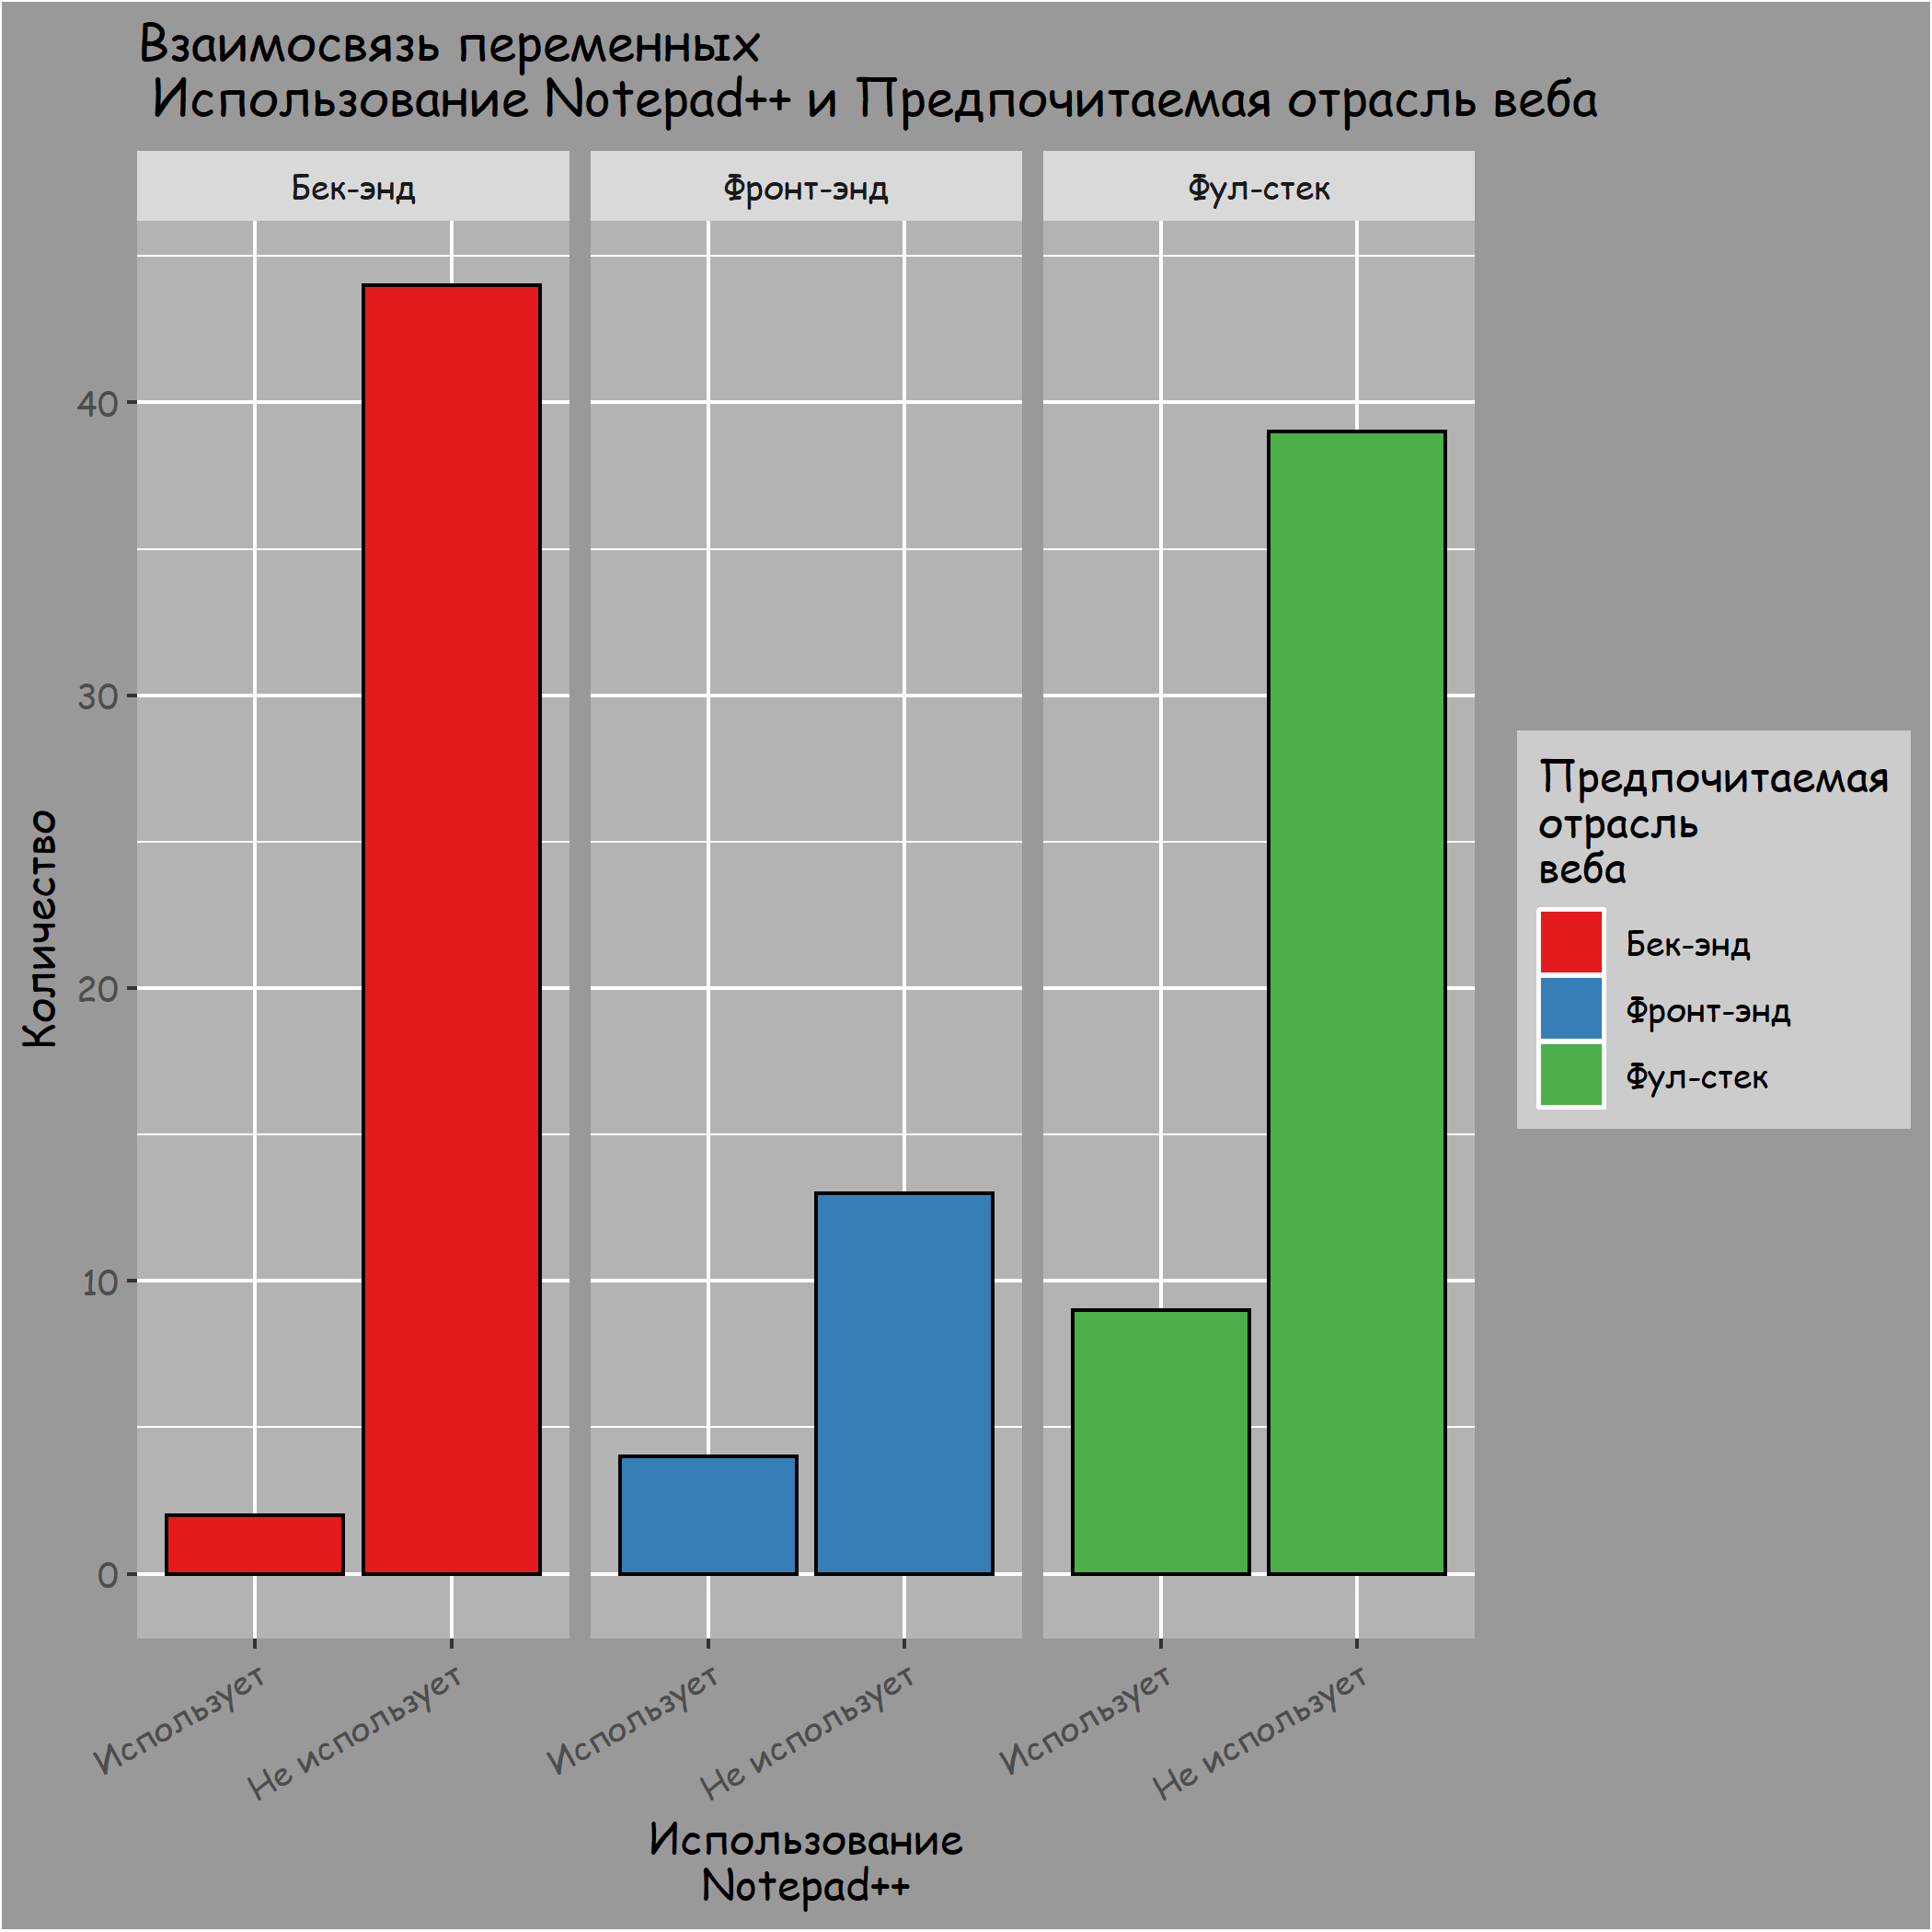 Взаимосвязь переменных
Использование Notepad++ и Предпочитаемая отрасль веба
Бек-энд
Фронт-энд
Фул-стек
Количество
40
30
20
10
0
Использует
Не использует
Использует
Не использует
Использует
Не использует
Использование
Notepad++
Предпочитаемая
отрасль
веба
Бек-энд
Фронт-энд
Фул-стек